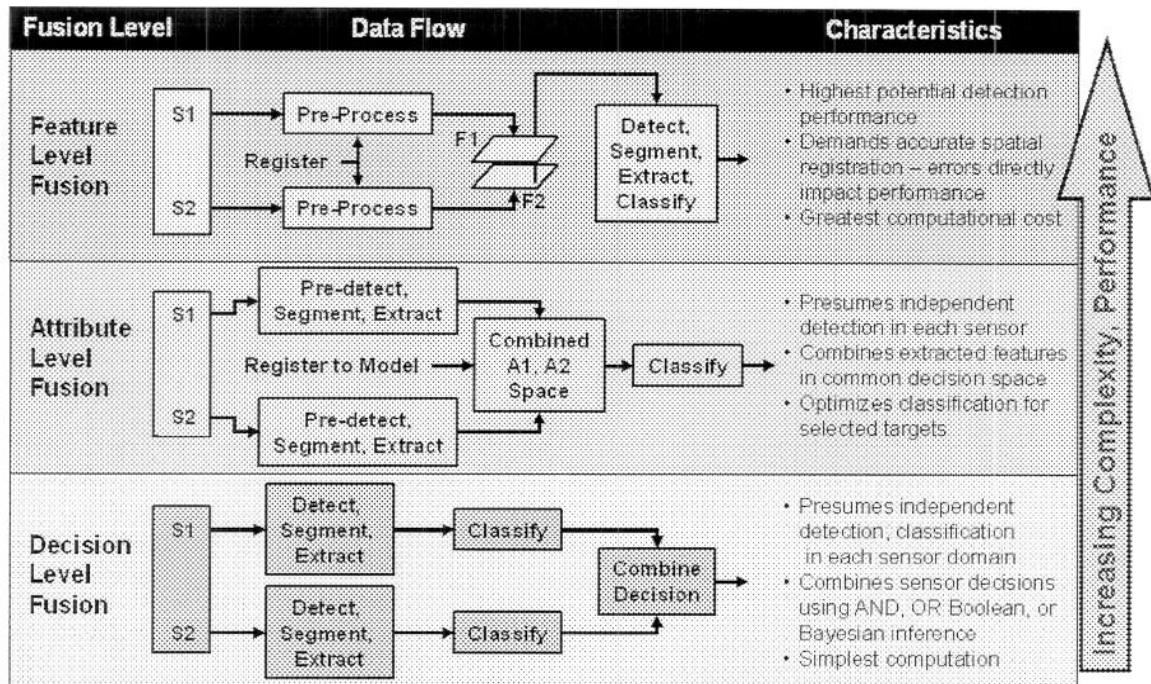 Fusion Level
Data Flow
Characteristics
Feature
Level
Fusion
S1
S2
Pre-Process
Register
Pre-Process
F1
F2
Detect,
Segment,
Extract,
Classify
• Highest potential detection
performance
• Demands accurate spatial
registration – errors directly
impact performance
• Greatest computational cost
Attribute
Level
Fusion
S1
S2
Pre-detect,
Segment, Extract
Register to Model
Pre-detect,
Segment, Extract
Combined
A1, A2
Space
Classify
• Presumes independent
detection in each sensor
• Combines extracted features
in common decision space
• Optimizes classification for
selected targets
Decision
Level
Fusion
S1
S2
Detect,
Segment,
Extract
Classify
Detect,
Segment,
Extract
Classify
Combine
Decision
• Presumes independent
detection, classification
in each sensor domain
• Combines sensor decisions
using AND, OR Boolean, or
Bayesian inference
• Simplest computation
Increasing Complexity, Performance